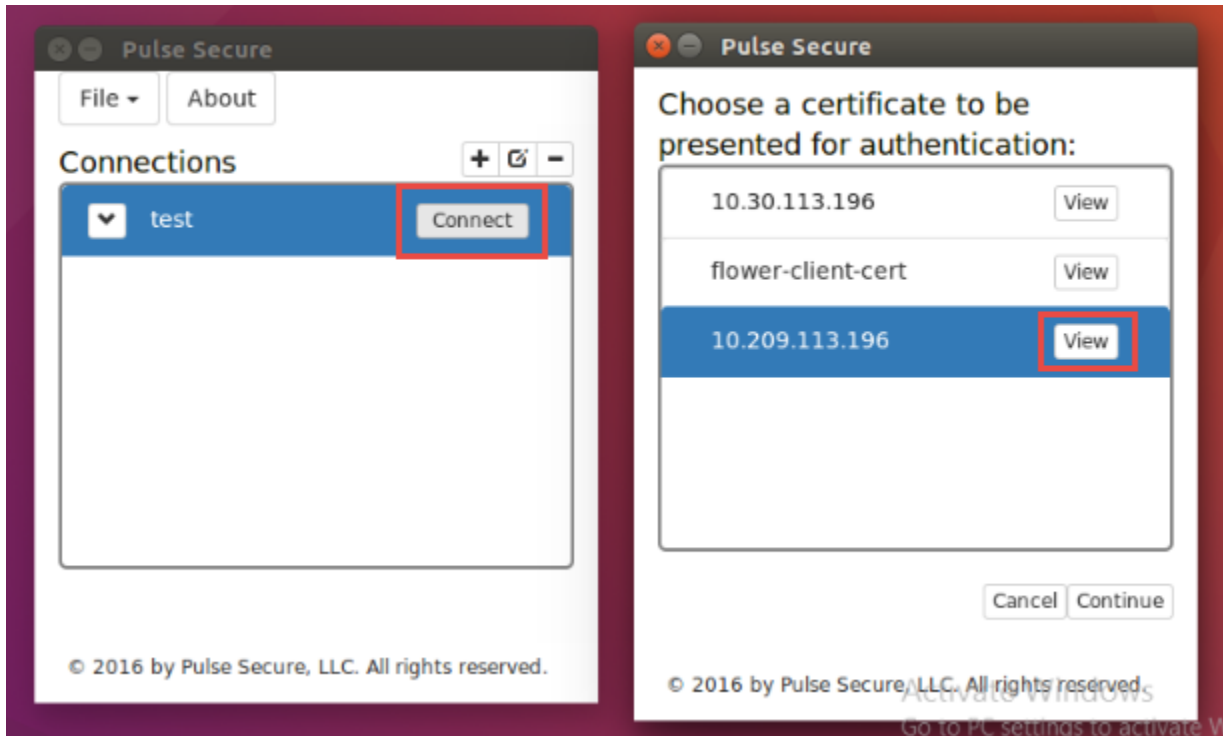 Pulse Secure
File
About
Connections
test
Connect
© 2016 by Pulse Secure, LLC. All rights reserved.
Pulse Secure
Choose a certificate to be
presented for authentication:
10.30.113.196
View
flower-client-cert
View
10.209.113.196
View
Cancel
Continue
© 2016 by Pulse Secure, LLC. All rights reserved.
Activate Windows
Go to PC settings to activate W